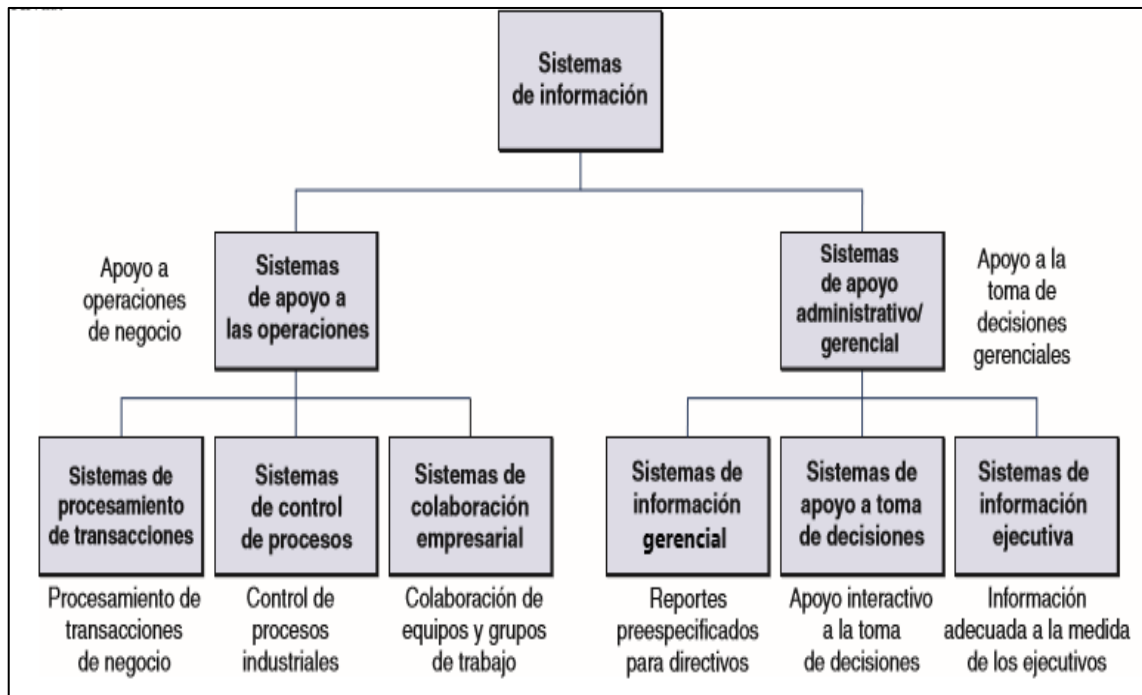 Sistemas
de información
Apoyo a
operaciones
de negocio
Sistemas
de apoyo a
las operaciones
Sistemas
de apoyo
administrativo/
gerencial
Apoyo a la
toma de
decisiones
gerenciales
Sistemas de
procesamiento
de transacciones
Sistemas
de control
de procesos
Sistemas de
colaboración
empresarial
Sistemas de
información
gerencial
Sistemas de
apoyo a toma
de decisiones
Sistemas de
información
ejecutiva
Procesamiento de
transacciones
de negocio
Control de
procesos
industriales
Colaboración de
equipos y grupos
de trabajo
Reportes
preespecificados
para directivos
Apoyo interactivo
a la toma
de decisiones
Información
adecuada a la medida
de los ejecutivos